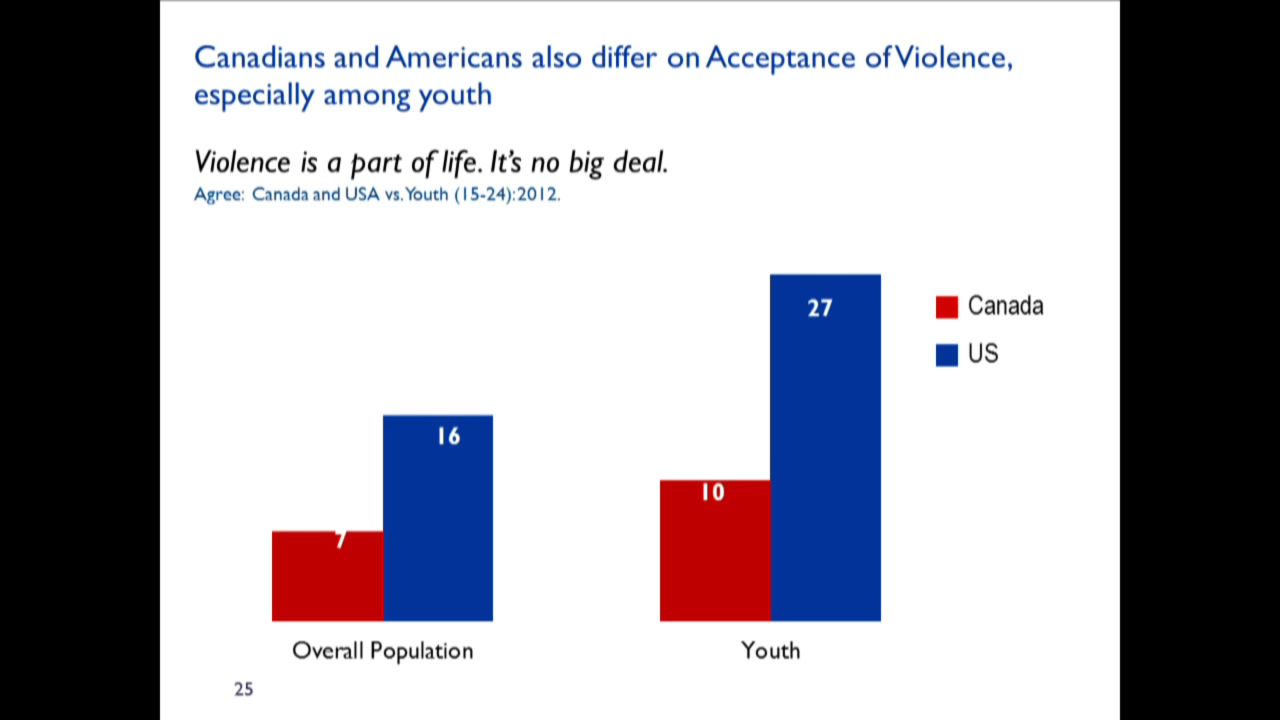 Canadians and Americans also differ on Acceptance of Violence,
especially among youth
Violence is a part of life. It's no big deal.
Agree: Canada and USA vs. Youth (15-24):2012.
27
Canada
US
16
10
7
Overall Population
Youth
25